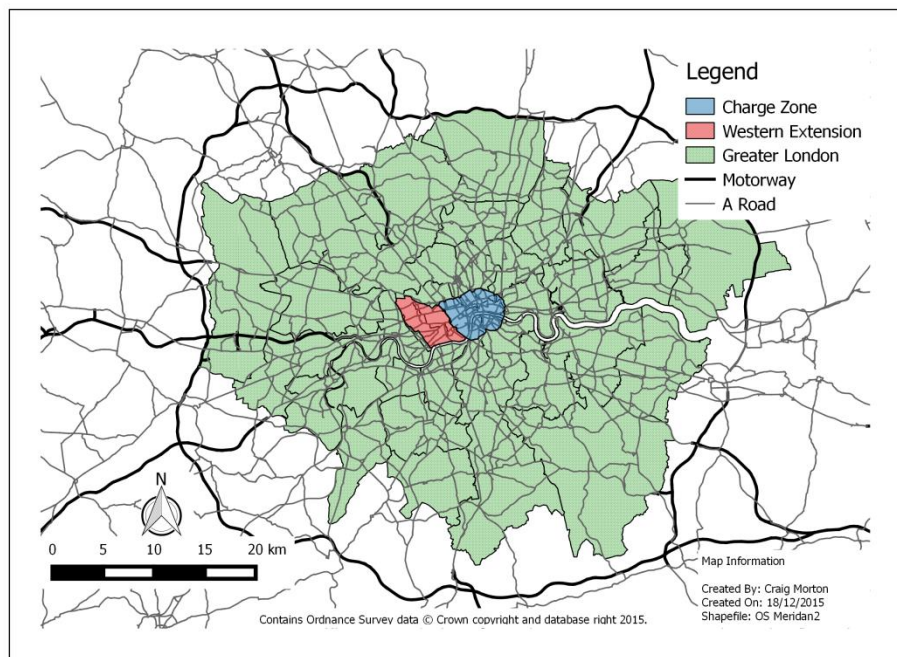 Legend
Charge Zone
Western Extension
Greater London
Motorway
A Road
N
0 5 10 15 20 km
Map Information
Created By: Craig Morton
Created On: 18/12/2015
Shapefile: OS Meridan2
Contains Ordnance Survey data © Crown copyright and database right 2015.